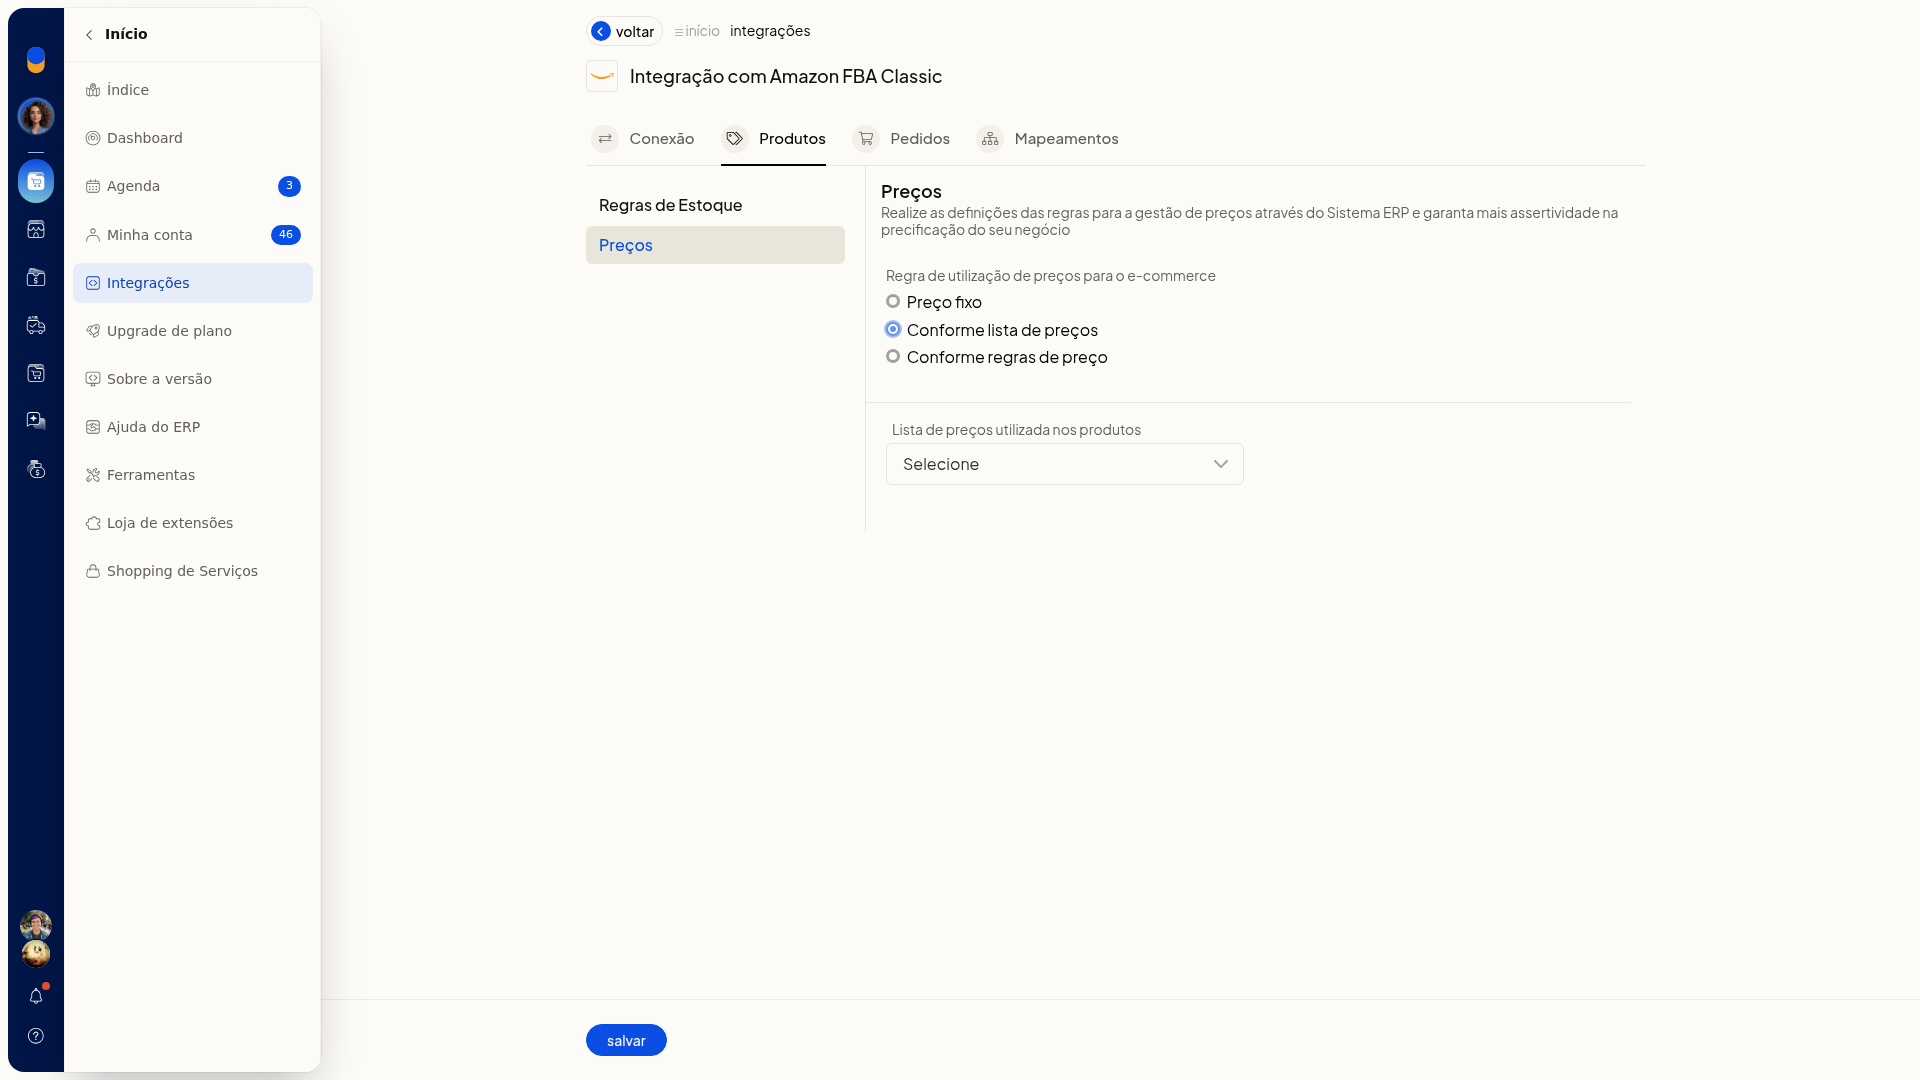 Início
Índice
Dashboard
Agenda
3
Minha conta
46
Integrações
Upgrade de plano
Sobre a versão
Ajuda do ERP
Ferramentas
Loja de extensões
Shopping de Serviços
voltar
início
integrações
Integração com Amazon FBA Classic
Conexão
Produtos
Pedidos
Mapeamentos
Regras de Estoque
Preços
Preços
Realize as definições das regras para a gestão de preços através do Sistema ERP e garanta mais assertividade na
precificação do seu negócio
Regra de utilização de preços para o e-commerce
Preço fixo
Conforme lista de preços
Conforme regras de preço
Lista de preços utilizada nos produtos
Selecione
salvar